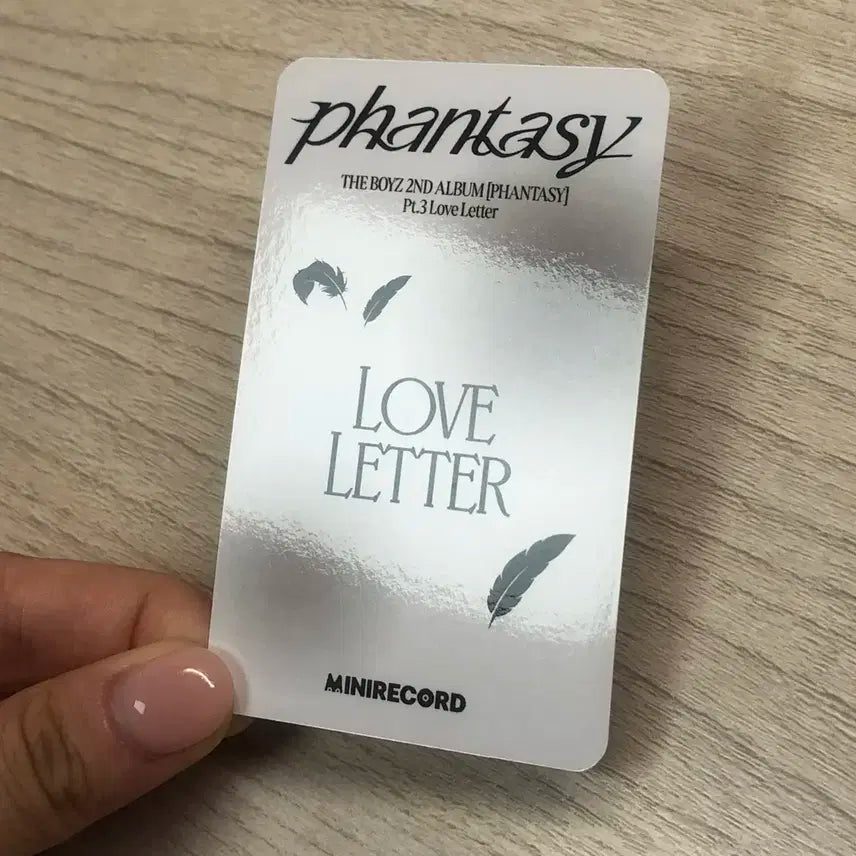 phantasy
THE BOYZ 2ND ALBUM [PHANTASY]
Pt.3 Love Letter
LOVE
LETTER
MINIRECORD